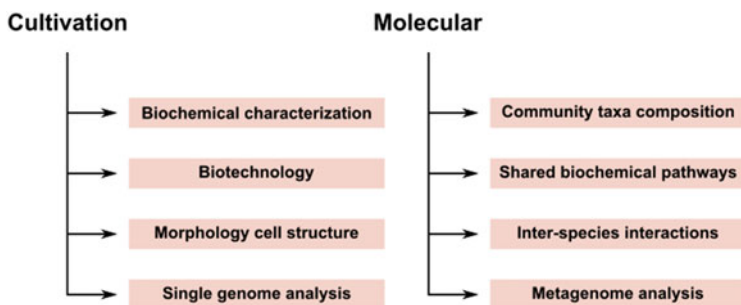 Cultivation
Biochemical characterization
Biotechnology
Morphology cell structure
Single genome analysis
Molecular
Community taxa composition
Shared biochemical pathways
Inter-species interactions
Metagenome analysis